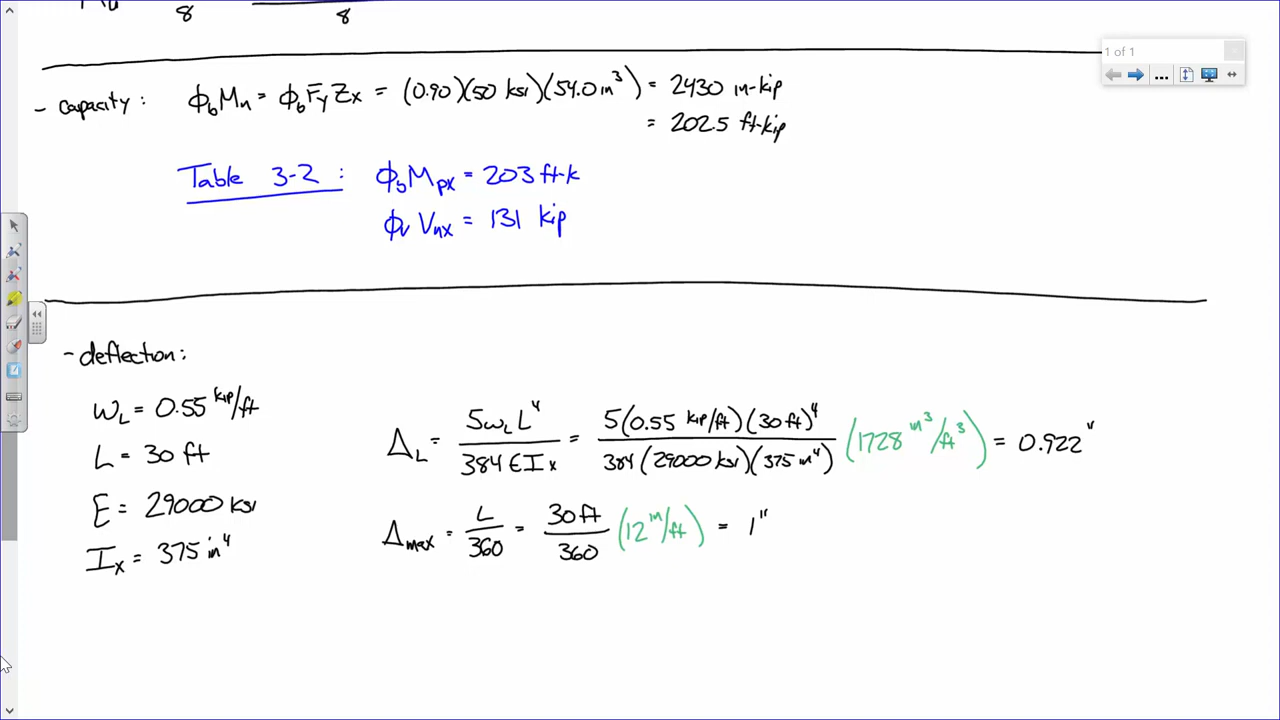 Mu
8
8
1 of 1
- capacity : ϕbMn = ϕbFyZx = (0.90)(50 ksi)(54.0 in³) = 2430 in-kip
= 202.5 ft-kip
Table 3-2 : ϕbMpx = 203 ft-k
ϕvVnx = 131 kip
- deflection:
wL = 0.55 kip/ft
L = 30 ft
E = 29000 ksi
Ix = 375 in⁴
ΔL = 5wLL⁴ / 384EIx = 5(0.55 kip/ft)(30 ft)⁴ / 384(29000 ksi)(375 in⁴) (1728 in³/ft³) = 0.922"
Δmax = L / 360 = 30 ft / 360 (12 in/ft) = 1"